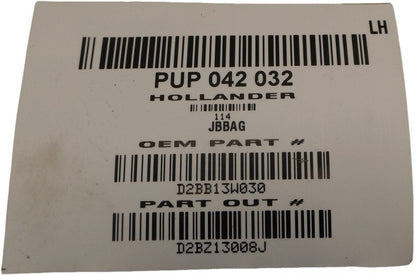 LH
PUP 042 032
HOLLANDER
114
JBBAG
OEM PART #
D2BB13W030
PART OUT #
D2BZ13008J